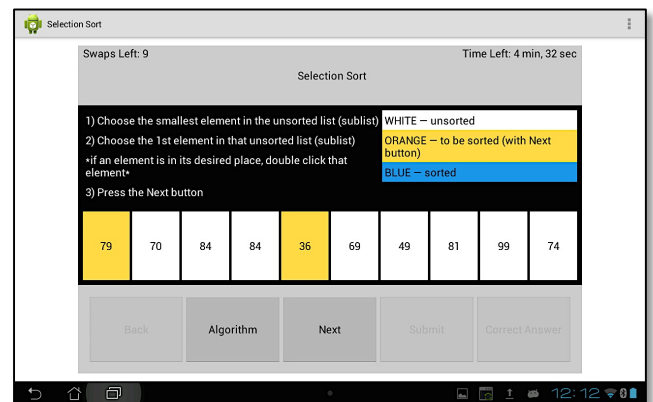 Selection Sort
Swaps Left: 9
Time Left: 4 min, 32 sec
Selection Sort
1) Choose the smallest element in the unsorted list (sublist)
2) Choose the 1st element in that unsorted list (sublist)
*if an element is in its desired place, double click that
element*
3) Press the Next button
WHITE — unsorted
ORANGE — to be sorted (with Next
button)
BLUE — sorted
79 70 84 84 36 69 49 81 99 74
Back Algorithm Next Submit Correct Answer
12:12